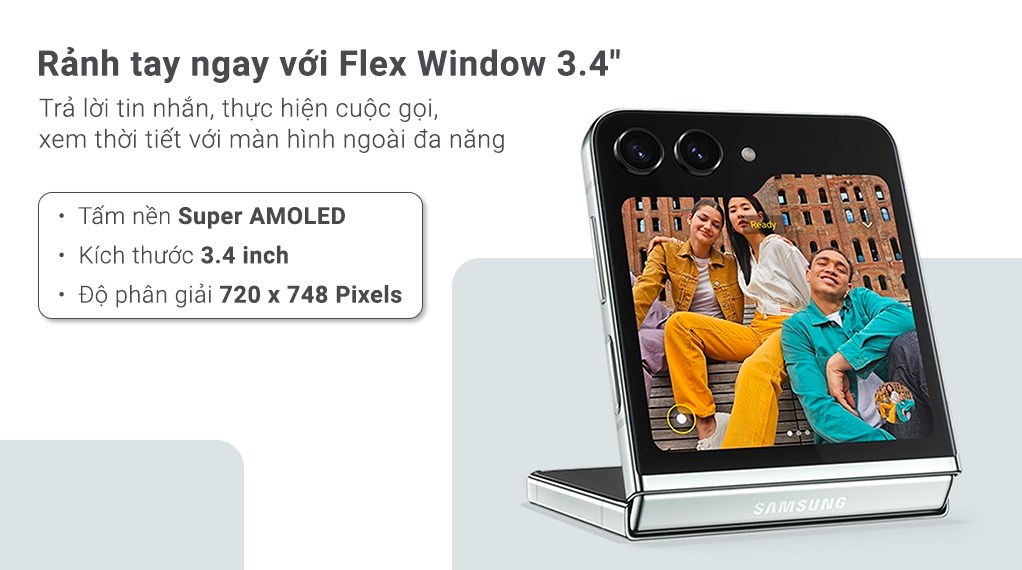 Rảnh tay ngay với Flex Window 3.4"
Trả lời tin nhắn, thực hiện cuộc gọi,
xem thời tiết với màn hình ngoài đa năng
• Tấm nền Super AMOLED
• Kích thước 3.4 inch
• Độ phân giải 720 x 748 Pixels
Ready
SAMSUNG